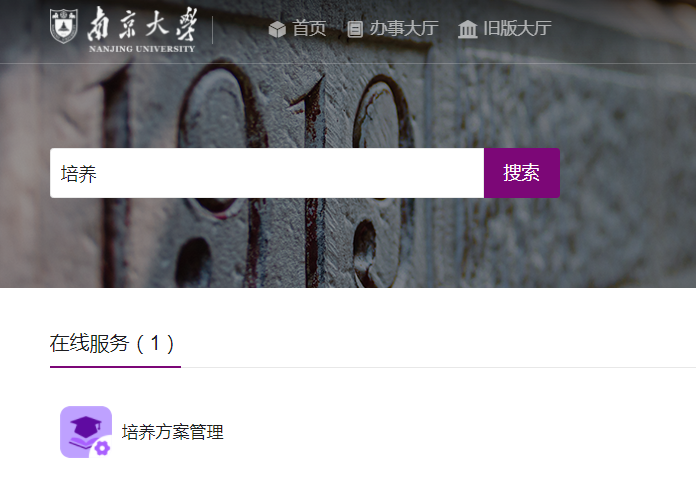 南京大学
NANJING UNIVERSITY
首页 办事大厅 旧版大厅
1919
培养 搜索
在线服务（1）
培养方案管理